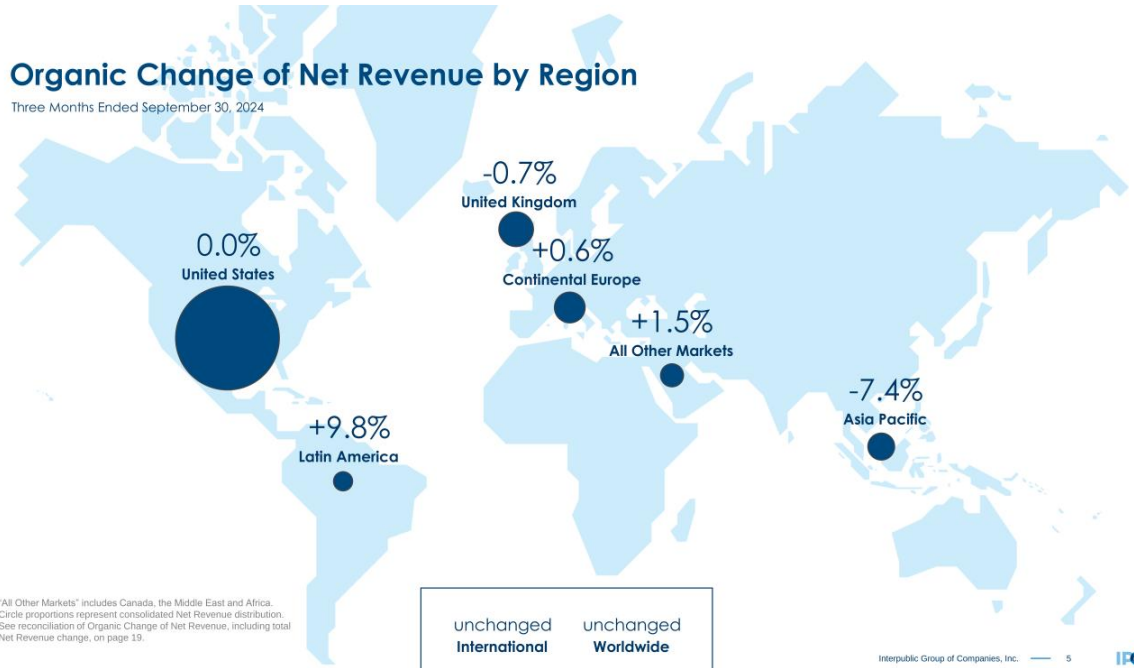 Organic Change of Net Revenue by Region
Three Months Ended September 30, 2024
-0.7%
United Kingdom
0.0%
United States
+0.6%
Continental Europe
+1.5%
All Other Markets
-7.4%
Asia Pacific
+9.8%
Latin America
"All Other Markets" includes Canada, the Middle East and Africa.
Circle proportions represent consolidated Net Revenue distribution.
See reconciliation of Organic Change of Net Revenue, including total
Net Revenue change, on page 19.
unchanged unchanged
International Worldwide
Interpublic Group of Companies, Inc. 5